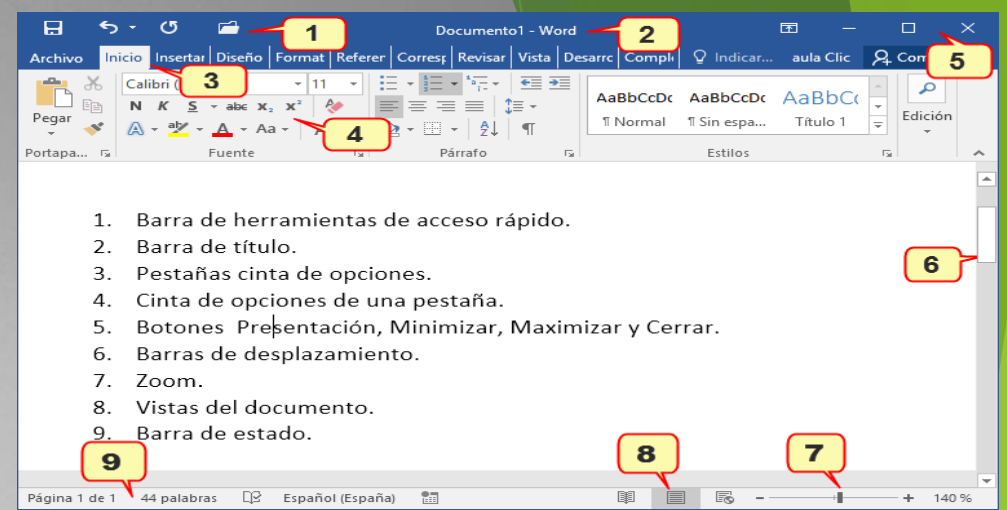 1
Documento1 - Word
2
Archivo Inicio Insertar Diseño Format Referer Corresp Revisar Vista Desarrc Indicar... aula Clic
5
3
Calibri ( 11
N K S abc x₂ x²
Pegar
Aa
4
AaBbCcDc AaBbCcDc AaBbC
¶ Normal ¶ Sin espa... Título 1
Edición
Portapa... Fuente Párrafo Estilos
1. Barra de herramientas de acceso rápido.
2. Barra de título.
3. Pestañas cinta de opciones.
4. Cinta de opciones de una pestaña.
5. Botones Presentación, Minimizar, Maximizar y Cerrar.
6. Barras de desplazamiento.
7. Zoom.
8. Vistas del documento.
9. Barra de estado.
6
9
8
7
Página 1 de 1 44 palabras Español (España) 140 %